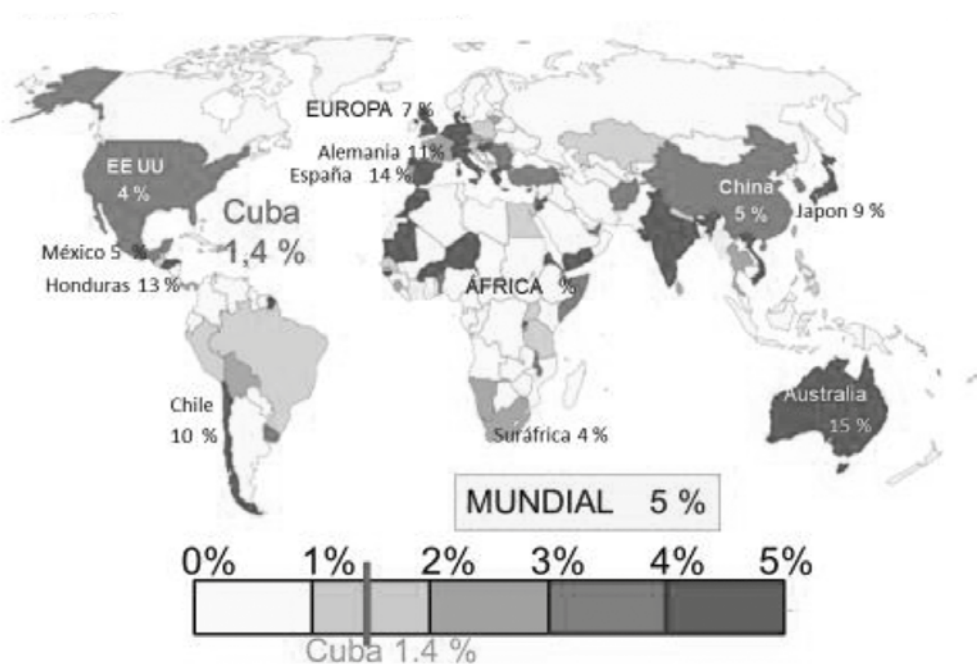 EUROPA 7 %
Alemania 11%
España 14 %
EE UU
4 %
Cuba
1,4 %
México 5 %
Honduras 13 %
China
5 %
Japon 9 %
ÁFRICA %
Chile
10 %
Suráfrica 4 %
Australia
15 %
MUNDIAL 5 %
0% 1% 2% 3% 4% 5%
Cuba 1.4 %